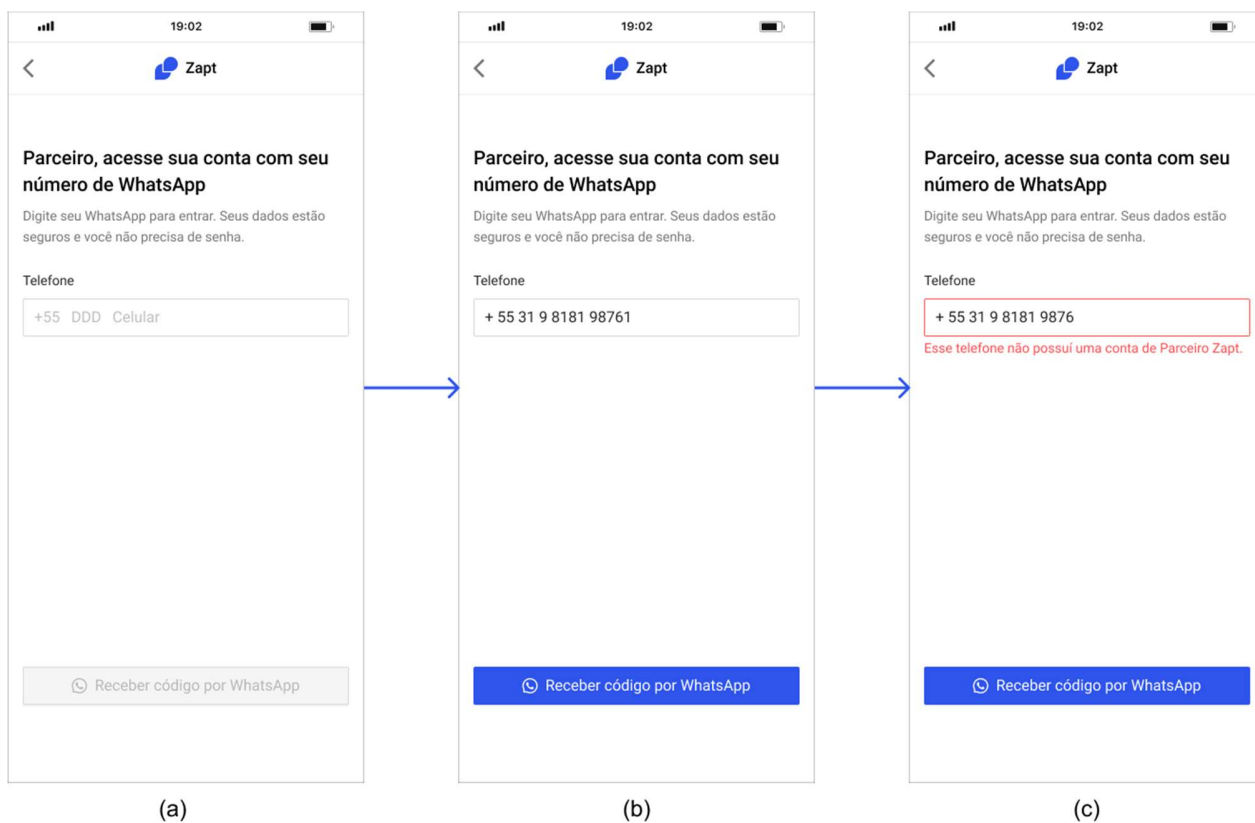 19:02
Zapt
Parceiro, acesse sua conta com seu
número de WhatsApp
Digite seu WhatsApp para entrar. Seus dados estão
seguros e você não precisa de senha.
Telefone
+55 DDD Celular
Receber código por WhatsApp
(a)
19:02
Zapt
Parceiro, acesse sua conta com seu
número de WhatsApp
Digite seu WhatsApp para entrar. Seus dados estão
seguros e você não precisa de senha.
Telefone
+ 55 31 9 8181 98761
Receber código por WhatsApp
(b)
19:02
Zapt
Parceiro, acesse sua conta com seu
número de WhatsApp
Digite seu WhatsApp para entrar. Seus dados estão
seguros e você não precisa de senha.
Telefone
+ 55 31 9 8181 9876
Esse telefone não possuí uma conta de Parceiro Zapt.
Receber código por WhatsApp
(c)